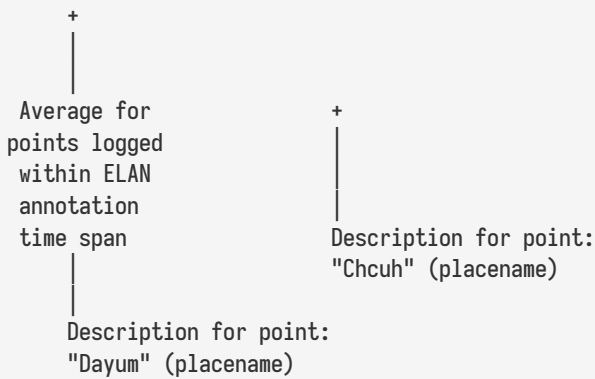 +
Average for
points logged
within ELAN
annotation
time span
Description for point:
"Dayum" (placename)
+
Description for point:
"Chcuh" (placename)